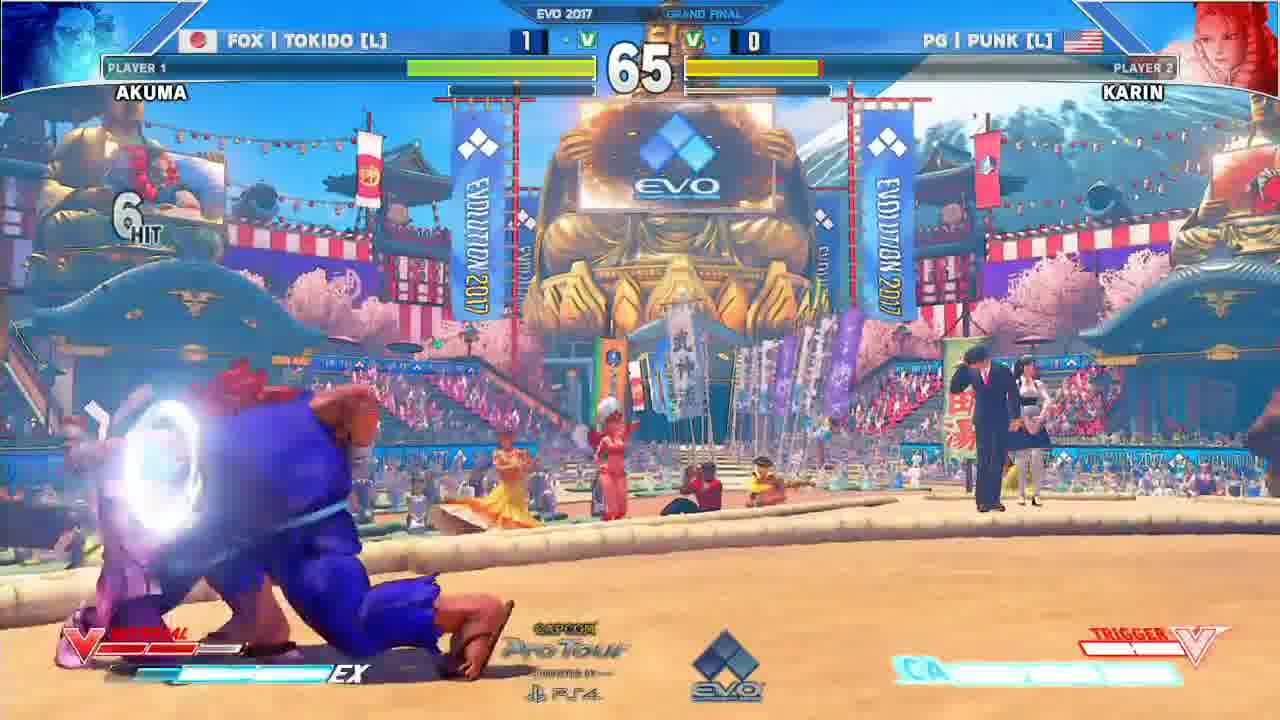 EVO 2017
GRAND FINAL
FOX | TOKIDO [L]
1
V
V
0
PG | PUNK [L]
PLAYER 1
65
PLAYER 2
AKUMA
KARIN
EVO
EVOLUTION 2017
EVOLUTION 2017
6 HIT
V
TRIGGER V
EX
CA
CAPCOM
Pro Tour
PS4
EVO